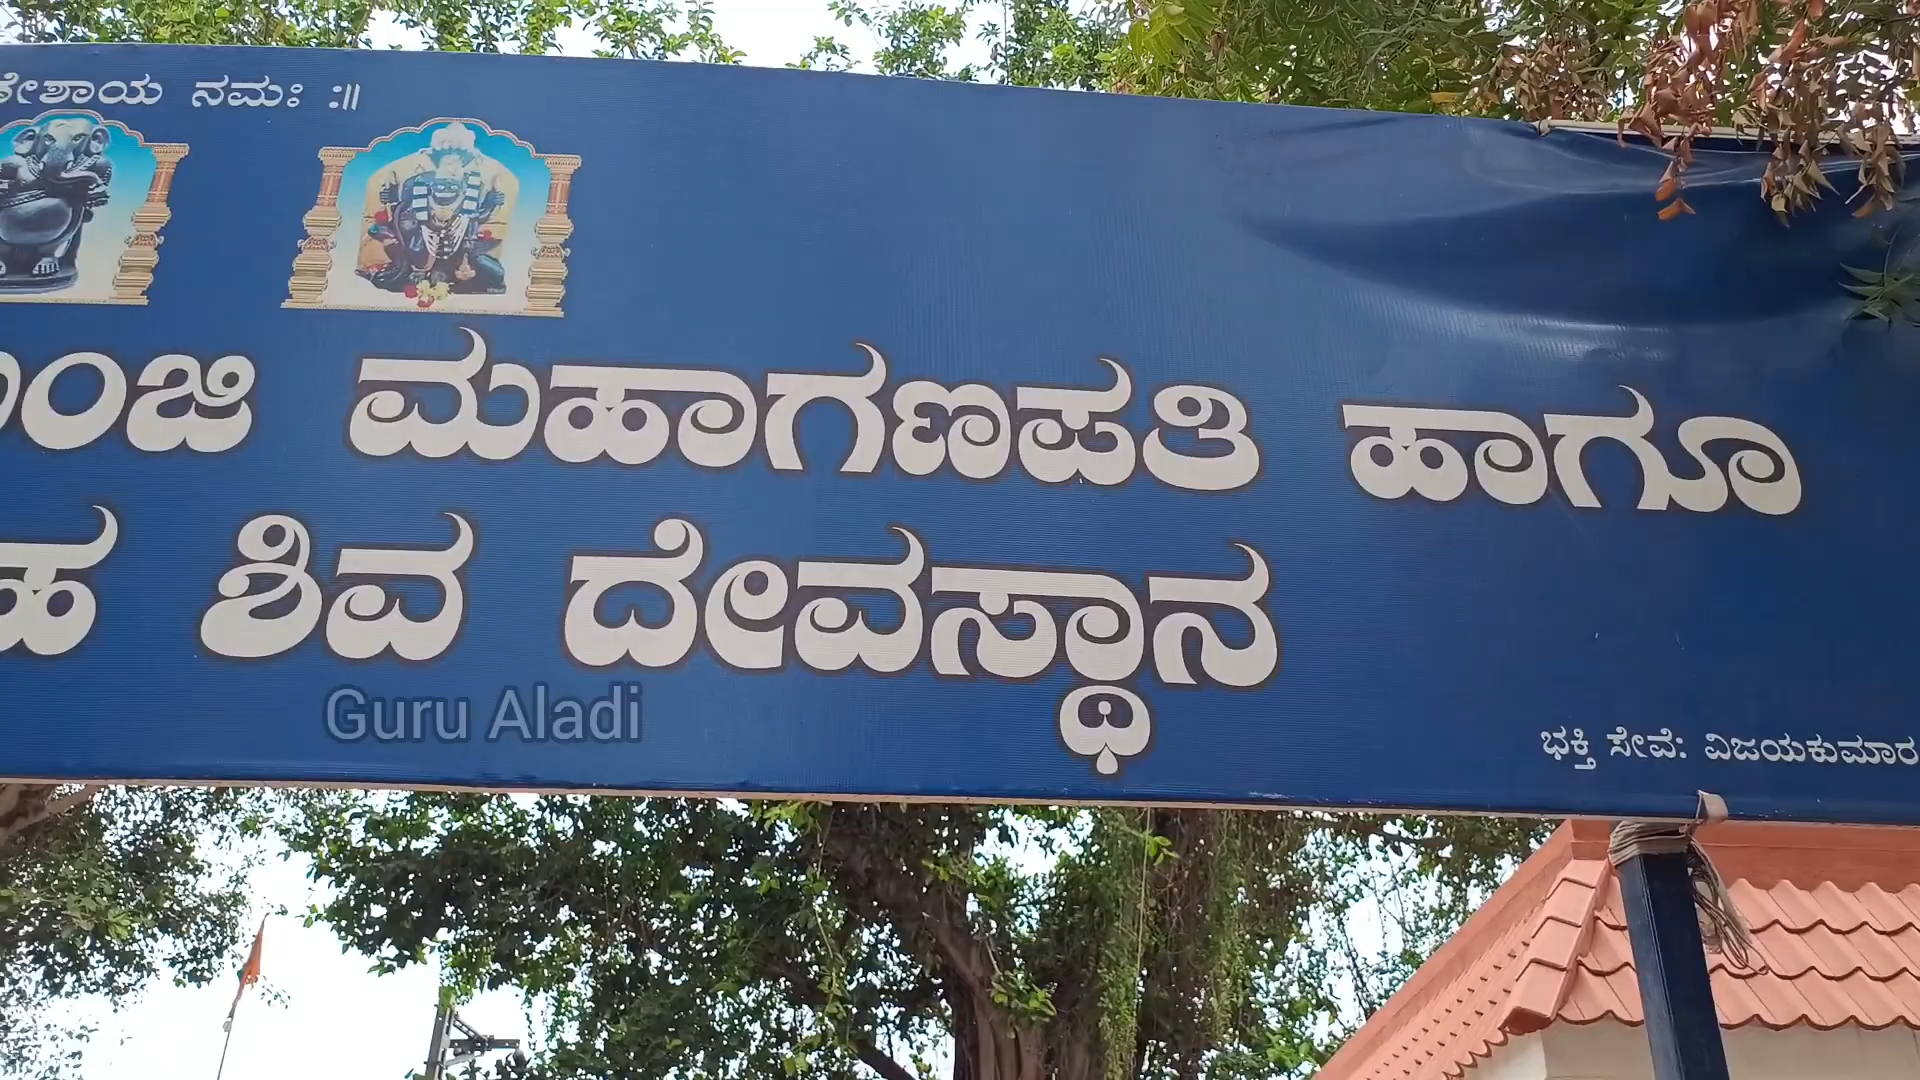 ನಮಃ :||
ಮಹಾಗಣಪತಿ ಹಾಗೂ
ಶಿವ ದೇವಸ್ಥಾನ
Guru Aladi
ಭಕ್ತಿ ಸೇವೆ: ವಿಜಯಕುಮಾರ